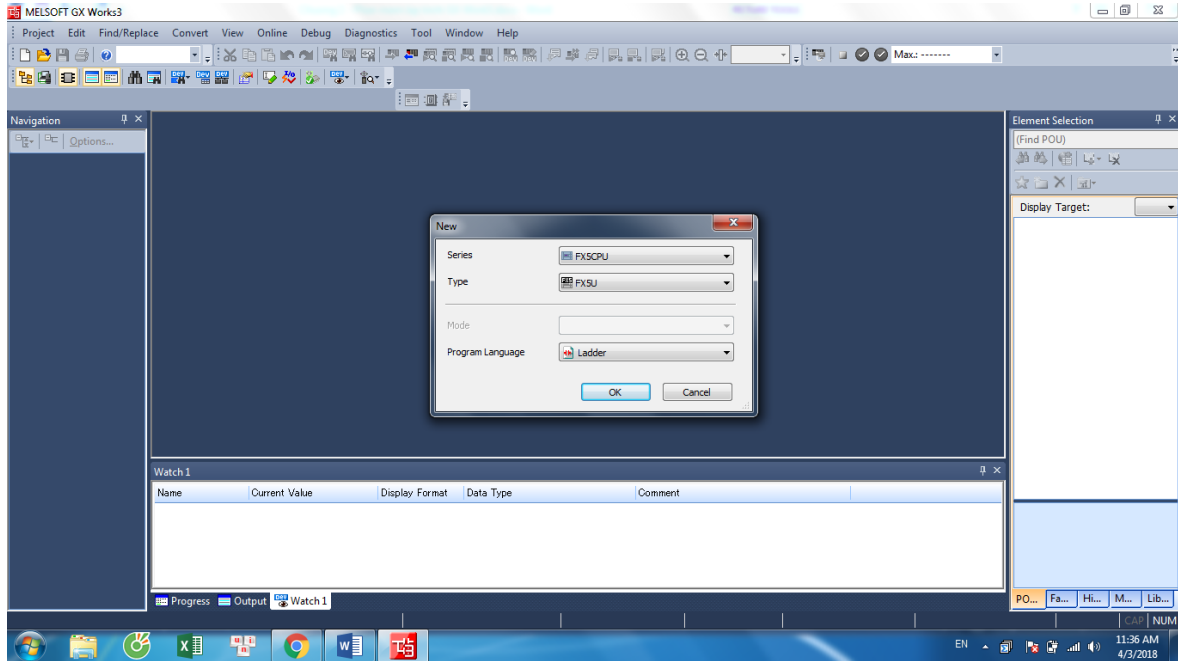 MELSOFT GX Works3
Project Edit Find/Replace Convert View Online Debug Diagnostics Tool Window Help
Max.: -------
Navigation
Options...
Element Selection
(Find POU)
Display Target:
New
Series FX5CPU
Type FX5U
Mode
Program Language Ladder
OK Cancel
Watch 1
Name Current Value Display Format Data Type Comment
Progress Output Watch 1
PO... Fa... Hi... M... Lib...
CAP NUM
EN 11:36 AM
4/3/2018